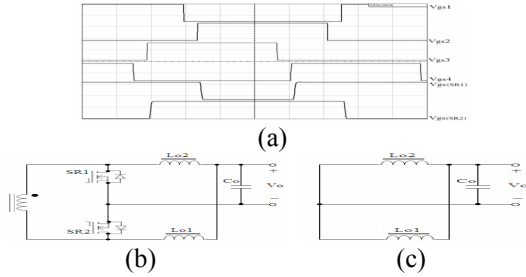 Vgs1
Vgs2
Vgs3
Vgs4
Vgs(SR1)
Vgs(SR2)
(a)
SR1
SR2
Lo2
Co
+
Vo
−
Lo1
Lo2
Co
+
Vo
−
Lo1
(b)
(c)